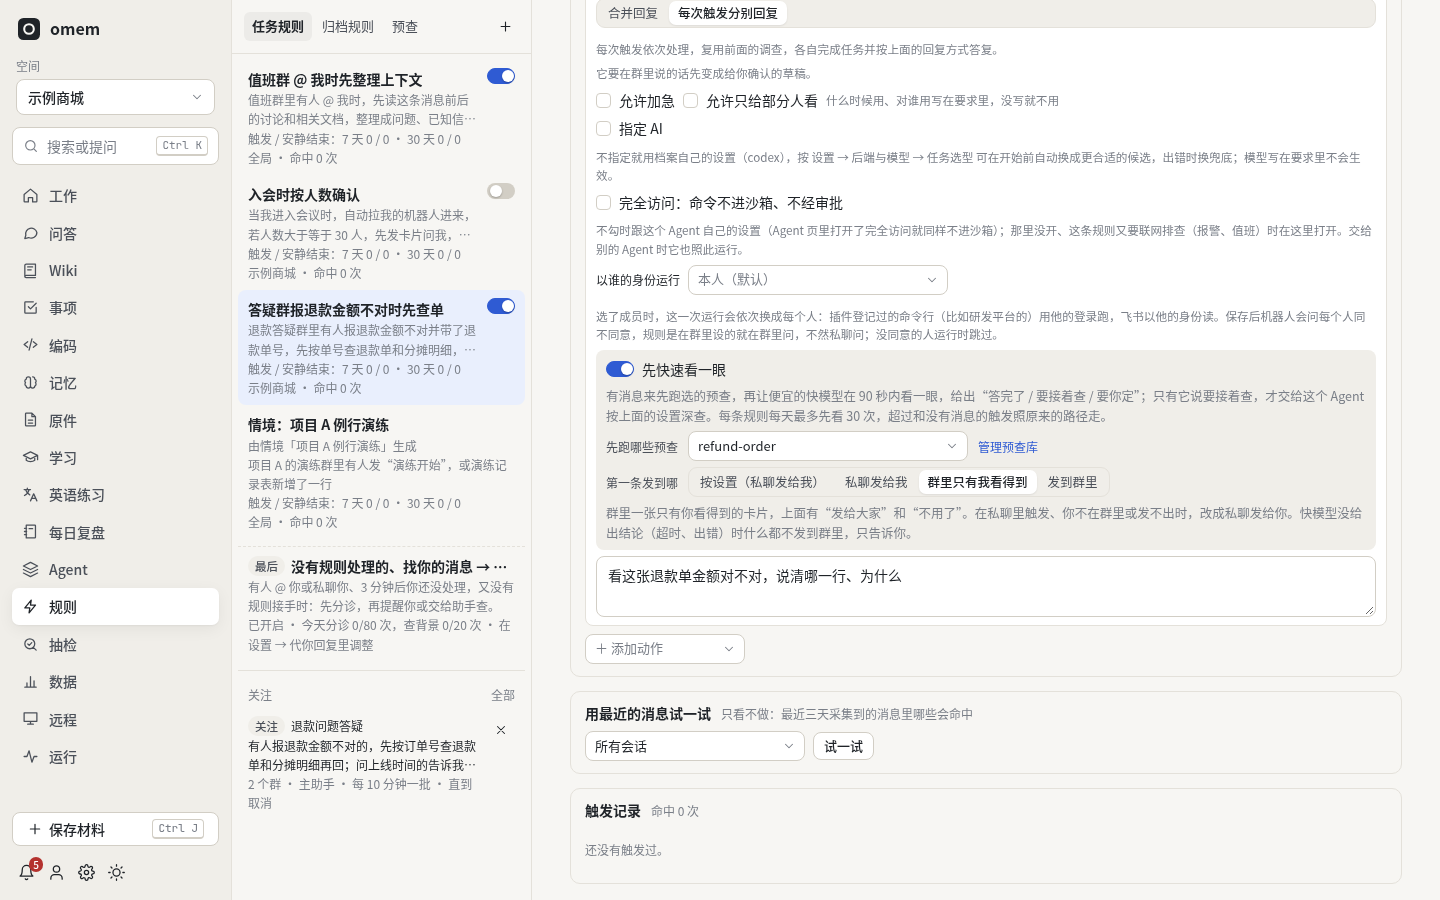 omem
空间
示例商城
搜索或提问 Ctrl K
工作
问答
Wiki
事项
编码
记忆
原件
学习
英语练习
每日复盘
Agent
规则
抽检
数据
远程
运行
保存材料 Ctrl J
5
任务规则 归档规则 预查
值班群 @ 我时先整理上下文
值班群里有人 @ 我时，先读这条消息前后
的讨论和相关文档，整理成问题、已知信…
触发 / 安静结束：7 天 0 / 0 · 30 天 0 / 0
全局 · 命中 0 次
入会时按人数确认
当我进入会议时，自动拉我的机器人进来，
若人数大于等于 30 人，先发卡片问我，…
触发 / 安静结束：7 天 0 / 0 · 30 天 0 / 0
示例商城 · 命中 0 次
答疑群报退款金额不对时先查单
退款答疑群里有人报退款金额不对并带了退
款单号，先按单号查退款单和分摊明细，…
触发 / 安静结束：7 天 0 / 0 · 30 天 0 / 0
示例商城 · 命中 0 次
情境：项目 A 例行演练
由情境「项目 A 例行演练」生成
项目 A 的演练群里有人发“演练开始”，或演练记
录表新增了一行
触发 / 安静结束：7 天 0 / 0 · 30 天 0 / 0
全局 · 命中 0 次
最后 没有规则处理的、找你的消息 → …
有人 @ 你或私聊你、3 分钟后你还没处理，又没有
规则接手时：先分诊，再提醒你或交给助手查。
已开启 · 今天分诊 0/80 次，查背景 0/20 次 · 在
设置 → 代你回复里调整
关注 全部
关注 退款问题答疑
有人报退款金额不对的，先按订单号查退款
单和分摊明细再回；问上线时间的告诉我…
2 个群 · 主助手 · 每 10 分钟一批 · 直到
取消
合并回复 每次触发分别回复
每次触发依次处理，复用前面的调查，各自完成任务并按上面的回复方式答复。
它要在群里说的话先变成给你确认的草稿。
允许加急 允许只给部分人看 什么时候用、对谁用写在要求里，没写就不用
指定 AI
不指定就用档案自己的设置（codex），按 设置 → 后端与模型 → 任务选型 可在开始前自动换成更合适的候选，出错时换兜底；模型写在要求里不会生
效。
完全访问：命令不进沙箱、不经审批
不勾时跟这个 Agent 自己的设置（Agent 页里打开了完全访问就同样不进沙箱）；那里没开、这条规则又要联网排查（报警、值班）时在这里打开。交给
别的 Agent 时它也照此运行。
以谁的身份运行 本人（默认）
选了成员时，这一次运行会依次换成每个人：插件登记过的命令行（比如研发平台的）用他的登录跑，飞书以他的身份读。保存后机器人会问每个人同
不同意，规则是在群里设的就在群里问，不然私聊问；没同意的人运行时跳过。
先快速看一眼
有消息来先跑选的预查，再让便宜的快模型在 90 秒内看一眼，给出“答完了 / 要接着查 / 要你定”；只有它说要接着查，才交给这个 Agent
按上面的设置深查。每条规则每天最多先看 30 次，超过和没有消息的触发照原来的路径走。
先跑哪些预查 refund-order 管理预查库
第一条发到哪 按设置（私聊发给我） 私聊发给我 群里只有我看得到 发到群里
群里一张只有你看得到的卡片，上面有“发给大家”和“不用了”。在私聊里触发、你不在群里或发不出时，改成私聊发给你。快模型没给
出结论（超时、出错）时什么都不发到群里，只告诉你。
看这张退款单金额对不对，说清哪一行、为什么
＋ 添加动作
用最近的消息试一试 只看不做：最近三天采集到的消息里哪些会命中
所有会话 试一试
触发记录 命中 0 次
还没有触发过。